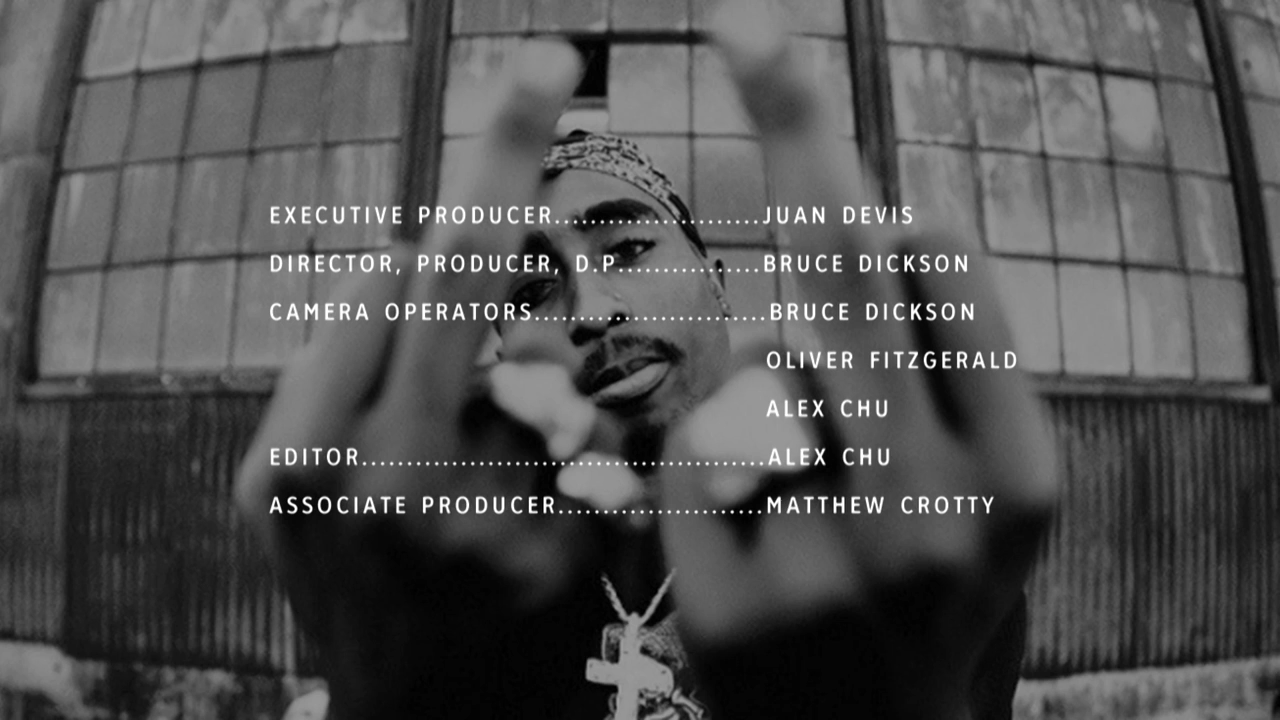 EXECUTIVE PRODUCER.......................JUAN DEVIS
DIRECTOR, PRODUCER, D.P................BRUCE DICKSON
CAMERA OPERATORS..........................BRUCE DICKSON
OLIVER FITZGERALD
ALEX CHU
EDITOR.............................................ALEX CHU
ASSOCIATE PRODUCER.......................MATTHEW CROTTY